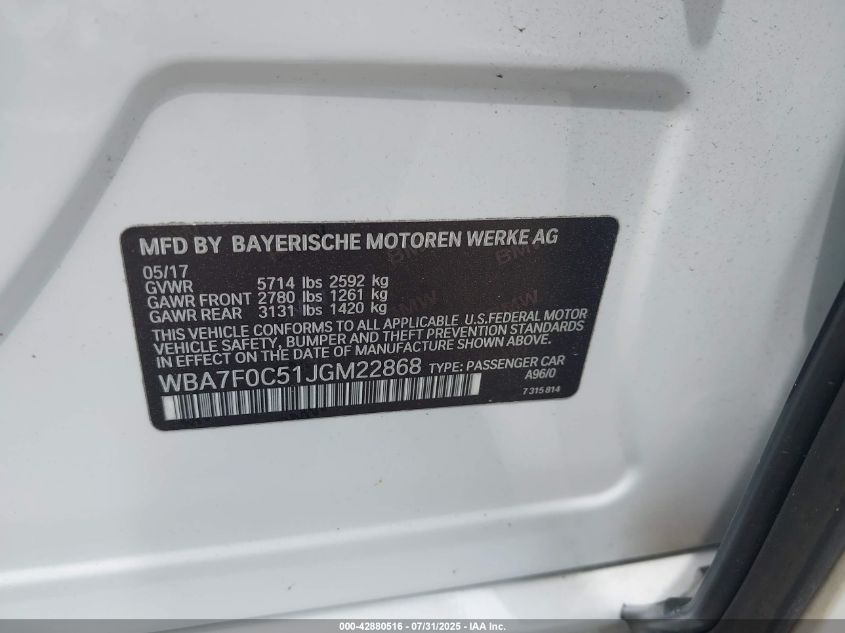 MFD BY BAYERISCHE MOTOREN WERKE AG
05/17
GVWR 5714 lbs 2592 kg
GAWR FRONT 2780 lbs 1261 kg
GAWR REAR 3131 lbs 1420 kg
THIS VEHICLE CONFORMS TO ALL APPLICABLE U.S.FEDERAL MOTOR
VEHICLE SAFETY, BUMPER AND THEFT PREVENTION STANDARDS
IN EFFECT ON THE DATE OF MANUFACTURE SHOWN ABOVE.
WBA7F0C51JGM22868 TYPE: PASSENGER CAR
A96/0
7 315 814
000-42880516 - 07/31/2025 - IAA Inc.